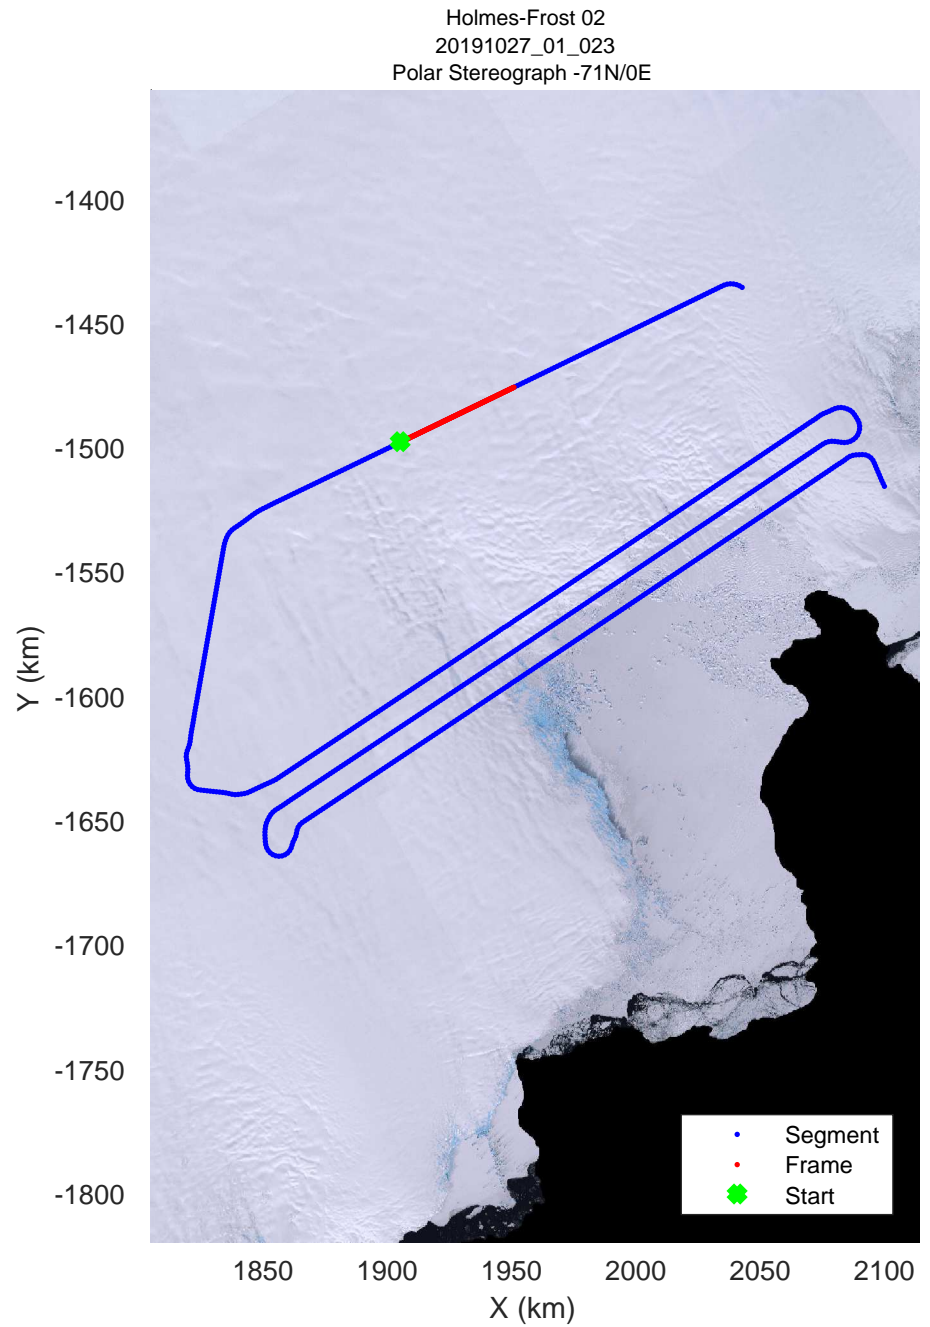 Holmes-Frost 02
20191027_01_023
Polar Stereograph -71N/0E
-1400
-1450
-1500
-1550
-1600
-1650
-1700
-1750
-1800
Y (km)
Segment
Frame
Start
1850 1900 1950 2000 2050 2100
X (km)